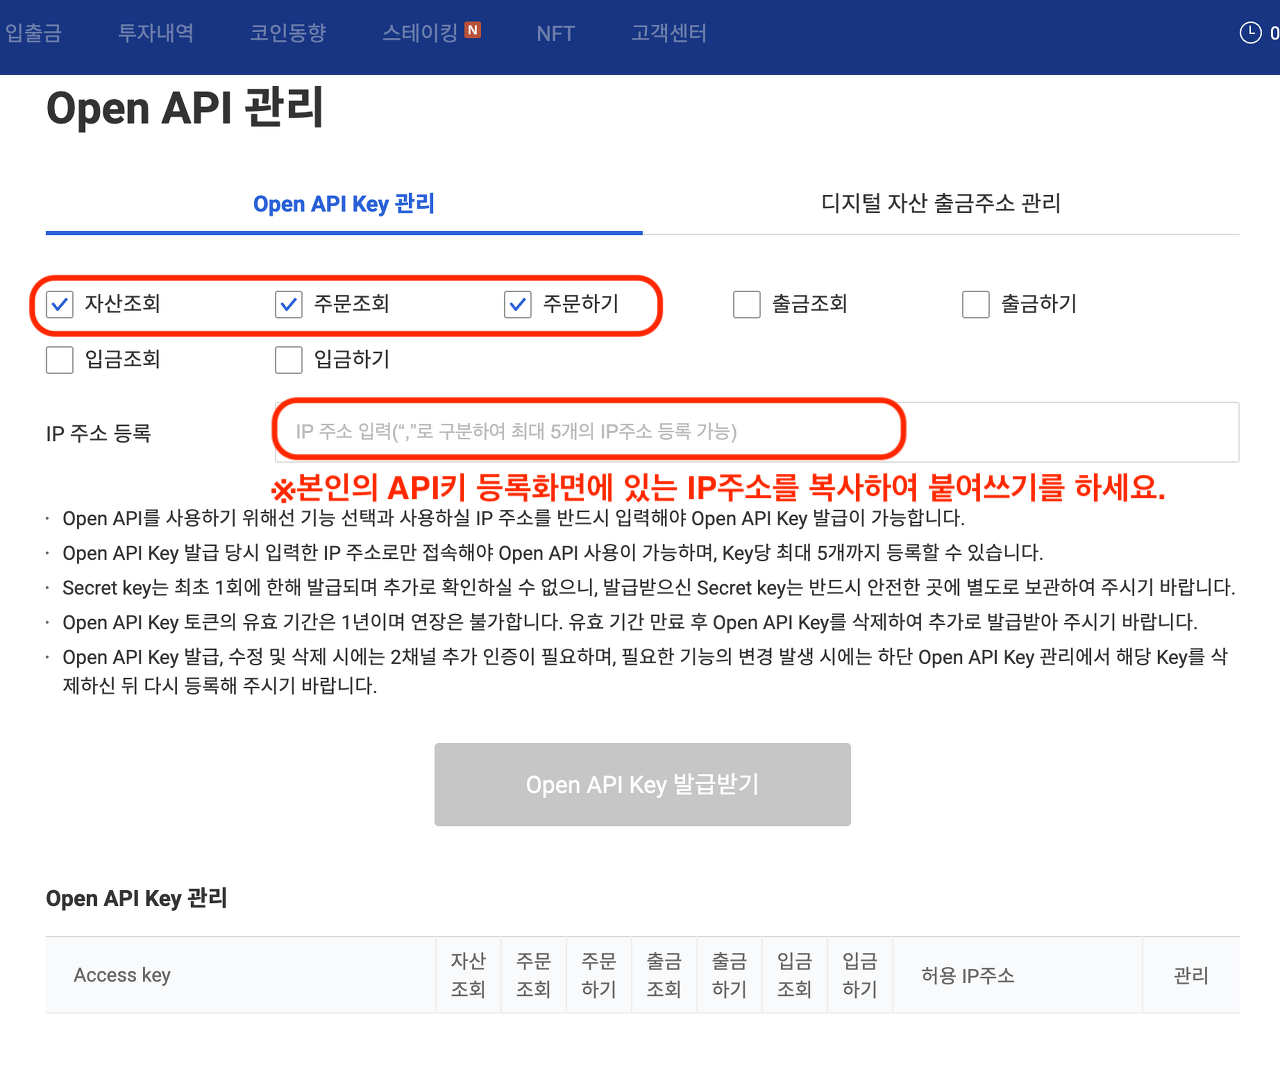 입출금 투자내역 코인동향 스테이킹 N NFT 고객센터 0
Open API 관리
Open API Key 관리 디지털 자산 출금주소 관리
자산조회 주문조회 주문하기 출금조회 출금하기
입금조회 입금하기
IP 주소 등록 IP 주소 입력(“,”로 구분하여 최대 5개의 IP주소 등록 가능)
※본인의 API키 등록화면에 있는 IP주소를 복사하여 붙여쓰기를 하세요.
· Open API를 사용하기 위해선 기능 선택과 사용하실 IP 주소를 반드시 입력해야 Open API Key 발급이 가능합니다.
· Open API Key 발급 당시 입력한 IP 주소로만 접속해야 Open API 사용이 가능하며, Key당 최대 5개까지 등록할 수 있습니다.
· Secret key는 최초 1회에 한해 발급되며 추가로 확인하실 수 없으니, 발급받으신 Secret key는 반드시 안전한 곳에 별도로 보관하여 주시기 바랍니다.
· Open API Key 토큰의 유효 기간은 1년이며 연장은 불가합니다. 유효 기간 만료 후 Open API Key를 삭제하여 추가로 발급받아 주시기 바랍니다.
· Open API Key 발급, 수정 및 삭제 시에는 2채널 추가 인증이 필요하며, 필요한 기능의 변경 발생 시에는 하단 Open API Key 관리에서 해당 Key를 삭
제하신 뒤 다시 등록해 주시기 바랍니다.
Open API Key 발급받기
Open API Key 관리
Access key 자산 조회 주문 조회 주문 하기 출금 조회 출금 하기 입금 조회 입금 하기 허용 IP주소 관리